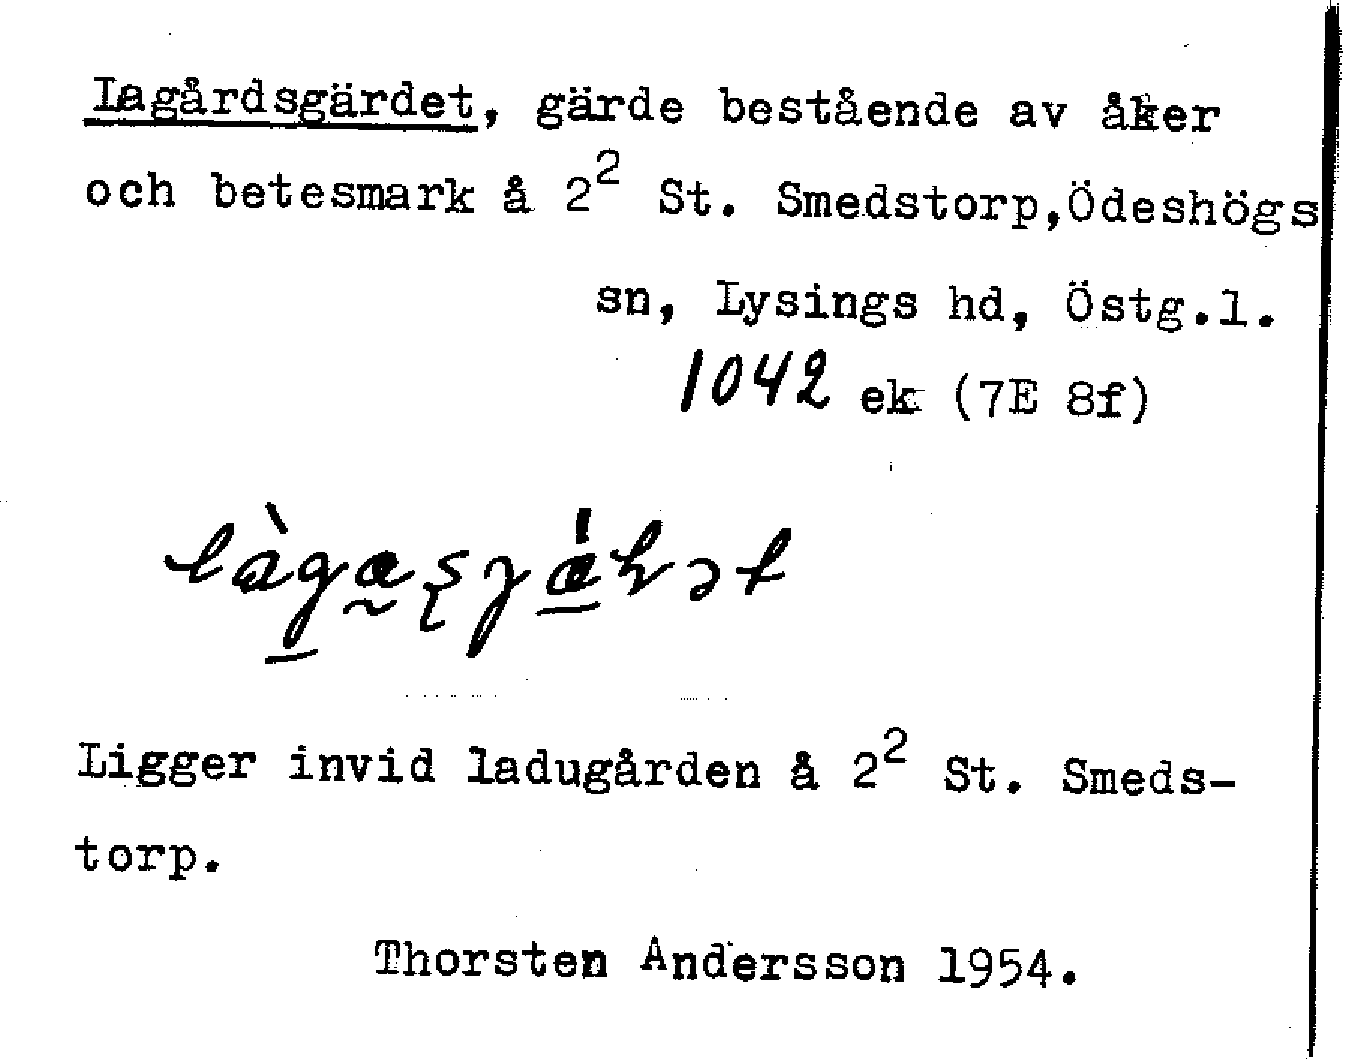 Lagårdsgärdet, gärde bestående av åker
och betesmark å 2² St. Smedstorp,Ödeshögs
sn, Lysings hd, Östg.l.
1042 ek (7E 8f)
Ligger invid ladugården å 2² St. Smeds-
torp.
Thorsten Andersson 1954.